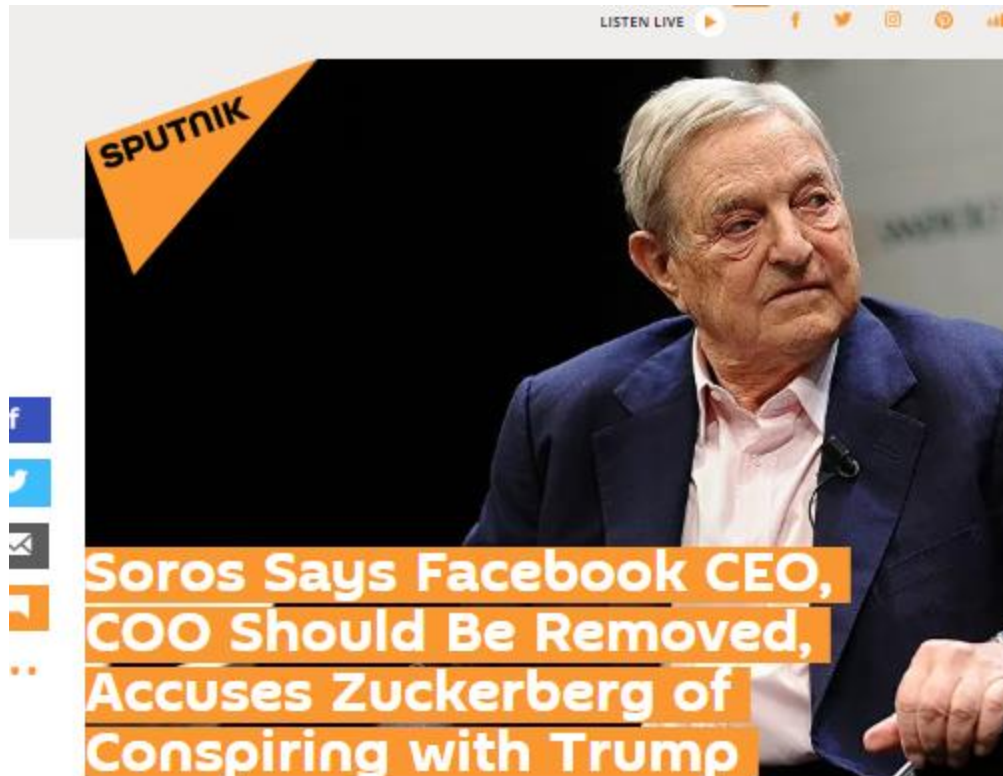 LISTEN LIVE
SPUTNIK
Soros Says Facebook CEO,
COO Should Be Removed,
Accuses Zuckerberg of
Conspiring with Trump